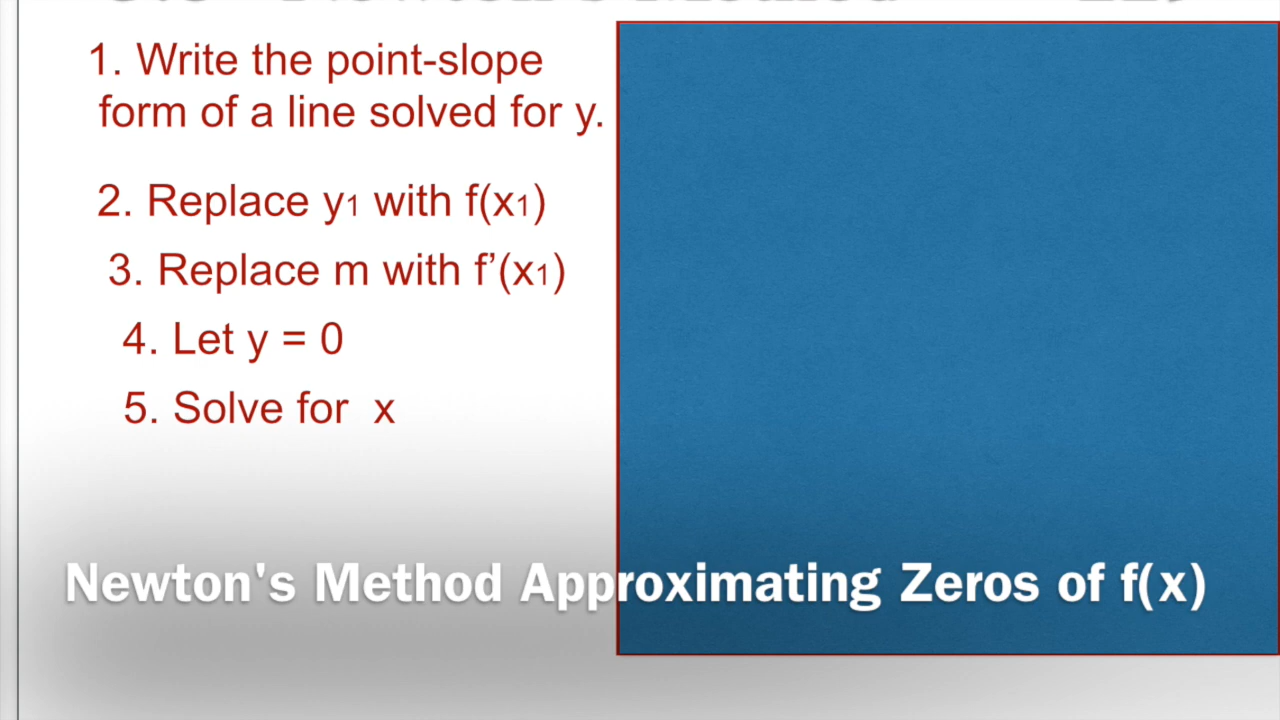 1. Write the point-slope
form of a line solved for y.
2. Replace y₁ with f(x₁)
3. Replace m with f’(x₁)
4. Let y = 0
5. Solve for x
Newton's Method Approximating Zeros of f(x)